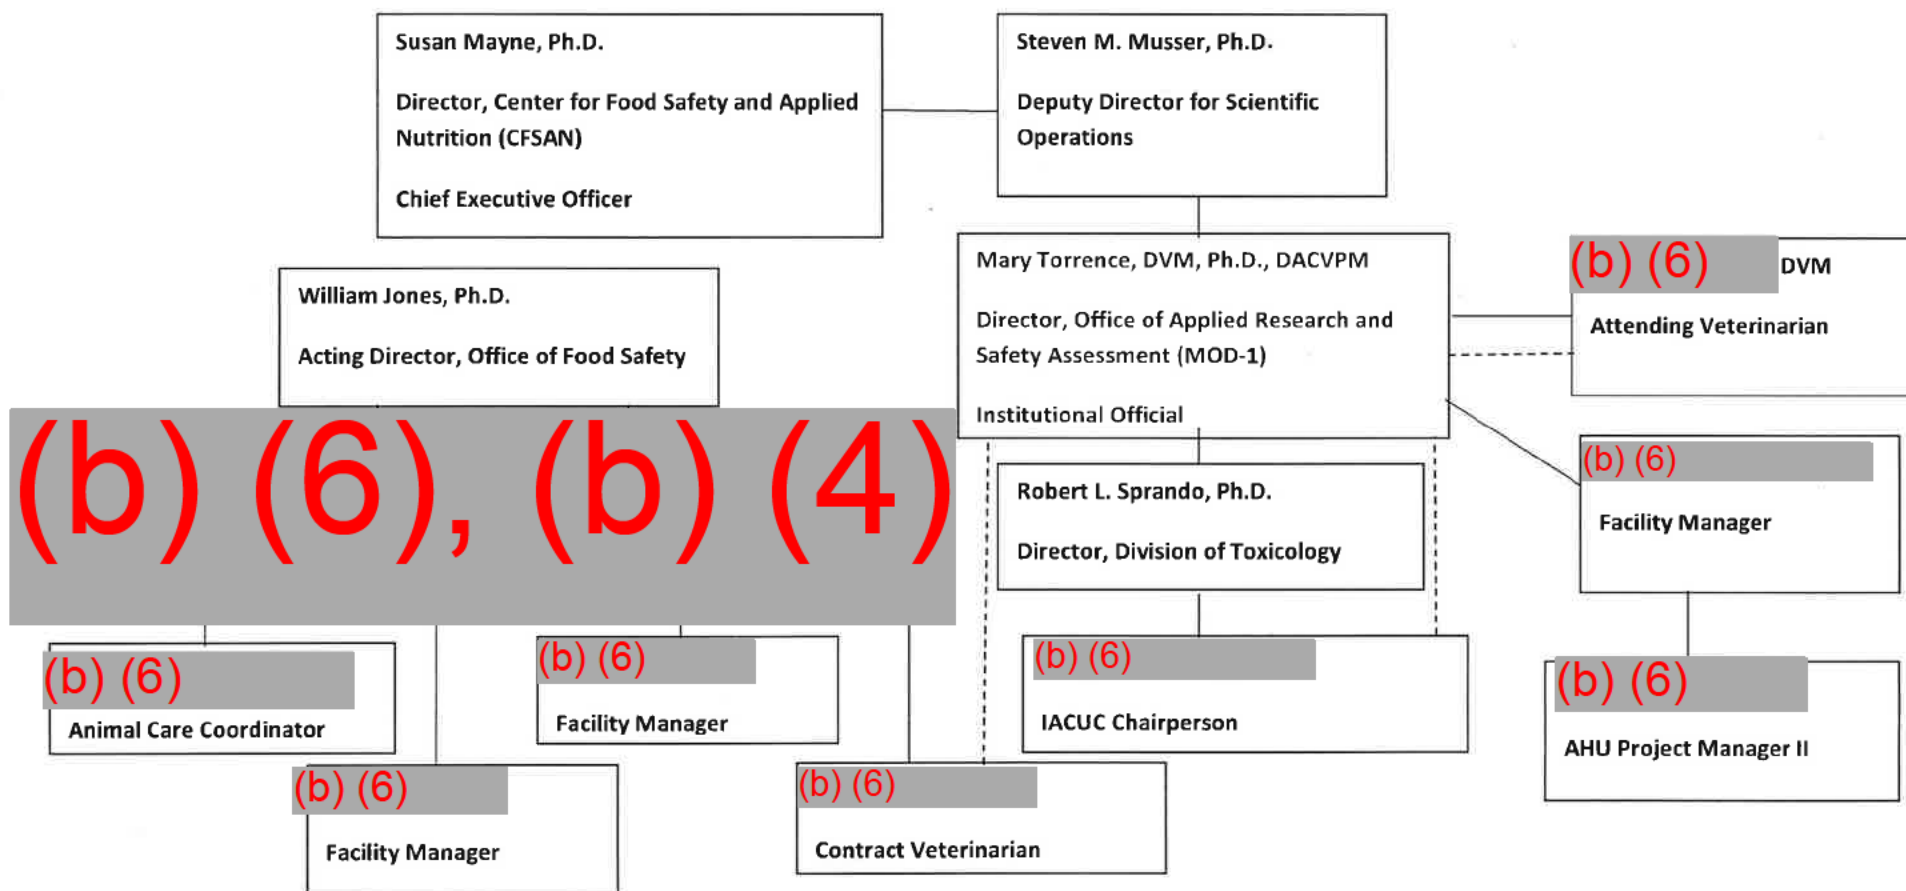 Susan Mayne, Ph.D.
Director, Center for Food Safety and Applied
Nutrition (CFSAN)
Chief Executive Officer
Steven M. Musser, Ph.D.
Deputy Director for Scientific
Operations
William Jones, Ph.D.
Acting Director, Office of Food Safety
Mary Torrence, DVM, Ph.D., DACVPM
Director, Office of Applied Research and
Safety Assessment (MOD-1)
Institutional Official
(b) (6) DVM
Attending Veterinarian
(b) (6), (b) (4)
Robert L. Sprando, Ph.D.
Director, Division of Toxicology
(b) (6)
Facility Manager
(b) (6)
Animal Care Coordinator
(b) (6)
Facility Manager
(b) (6)
Facility Manager
(b) (6)
Contract Veterinarian
(b) (6)
IACUC Chairperson
(b) (6)
AHU Project Manager II